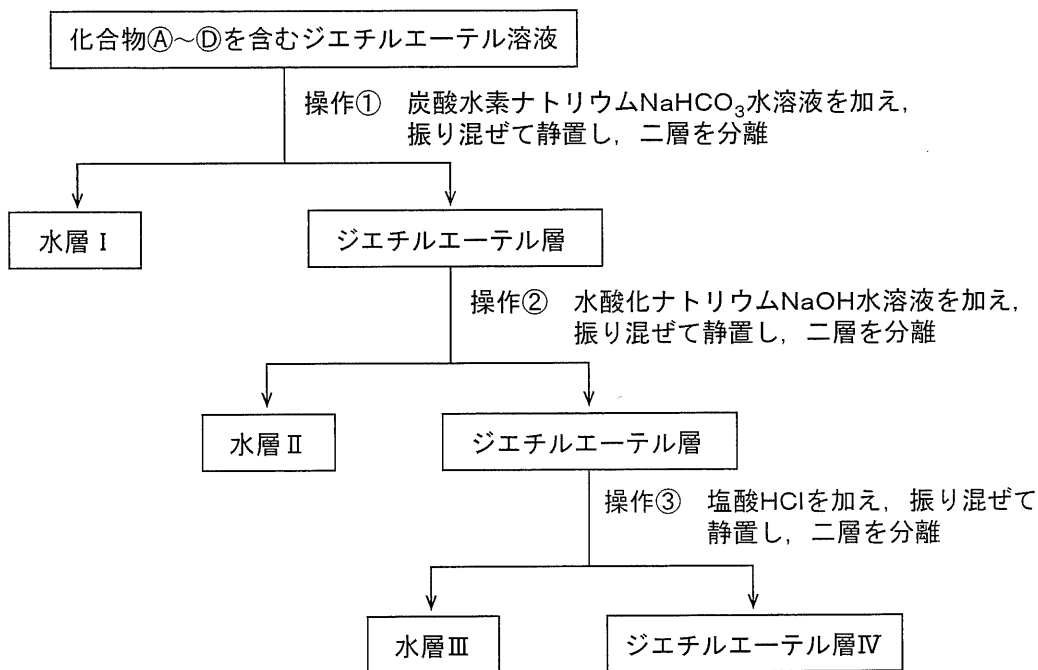 化合物Ⓐ〜Ⓓを含むジエチルエーテル溶液
操作① 炭酸水素ナトリウムNaHCO₃水溶液を加え，
振り混ぜて静置し，二層を分離
水層Ⅰ
ジエチルエーテル層
操作② 水酸化ナトリウムNaOH水溶液を加え，
振り混ぜて静置し，二層を分離
水層Ⅱ
ジエチルエーテル層
操作③ 塩酸HClを加え，振り混ぜて
静置し，二層を分離
水層Ⅲ
ジエチルエーテル層Ⅳ